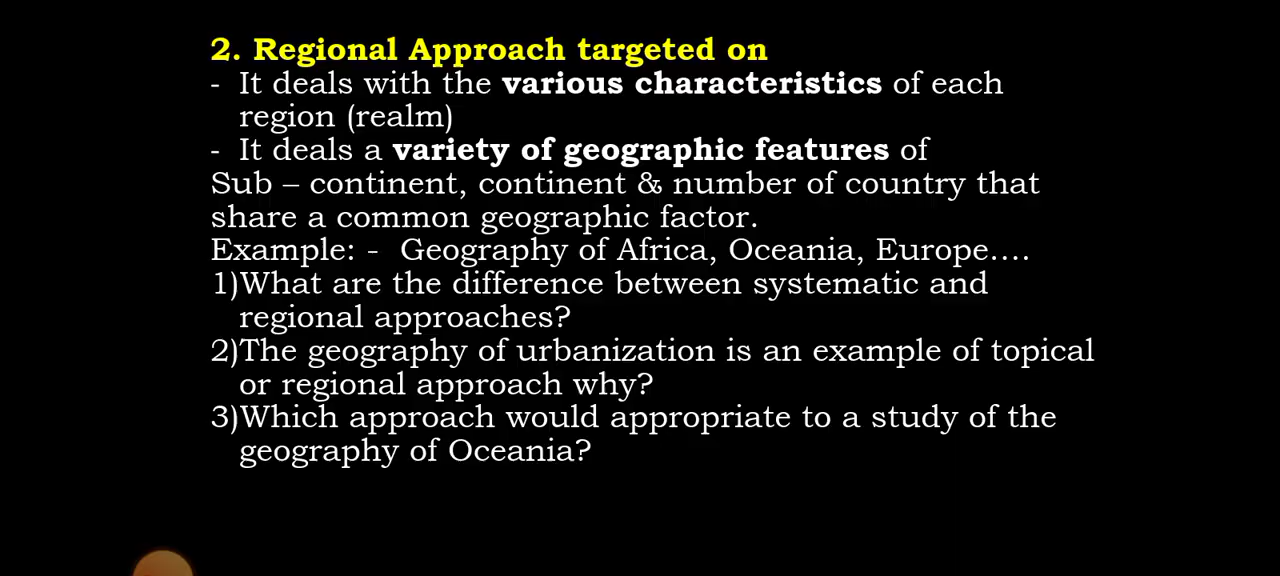 2. Regional Approach targeted on
- It deals with the various characteristics of each
region (realm)
- It deals a variety of geographic features of
Sub – continent, continent & number of country that
share a common geographic factor.
Example: - Geography of Africa, Oceania, Europe....
1)What are the difference between systematic and
regional approaches?
2)The geography of urbanization is an example of topical
or regional approach why?
3)Which approach would appropriate to a study of the
geography of Oceania?